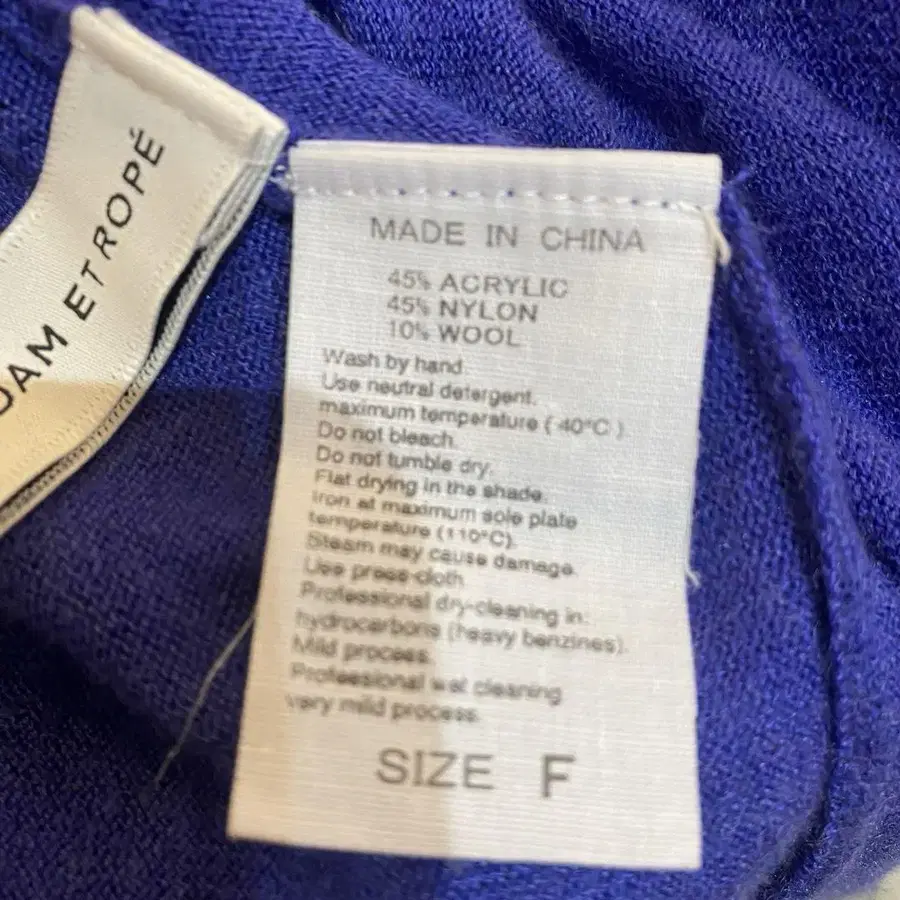 DAM ET ROPÉ
MADE IN CHINA
45% ACRYLIC
45% NYLON
10% WOOL
Wash by hand.
Use neutral detergent.
maximum temperature ( 40°C )
Do not bleach.
Do not tumble dry.
Flat drying in the shade.
Iron at maximum sole plate
temperature (110°C).
Steam may cause damage.
Use press-cloth
Professional dry-cleaning in:
hydrocarbons (heavy benzines).
Mild process.
Professional wet cleaning
very mild process.
SIZE F